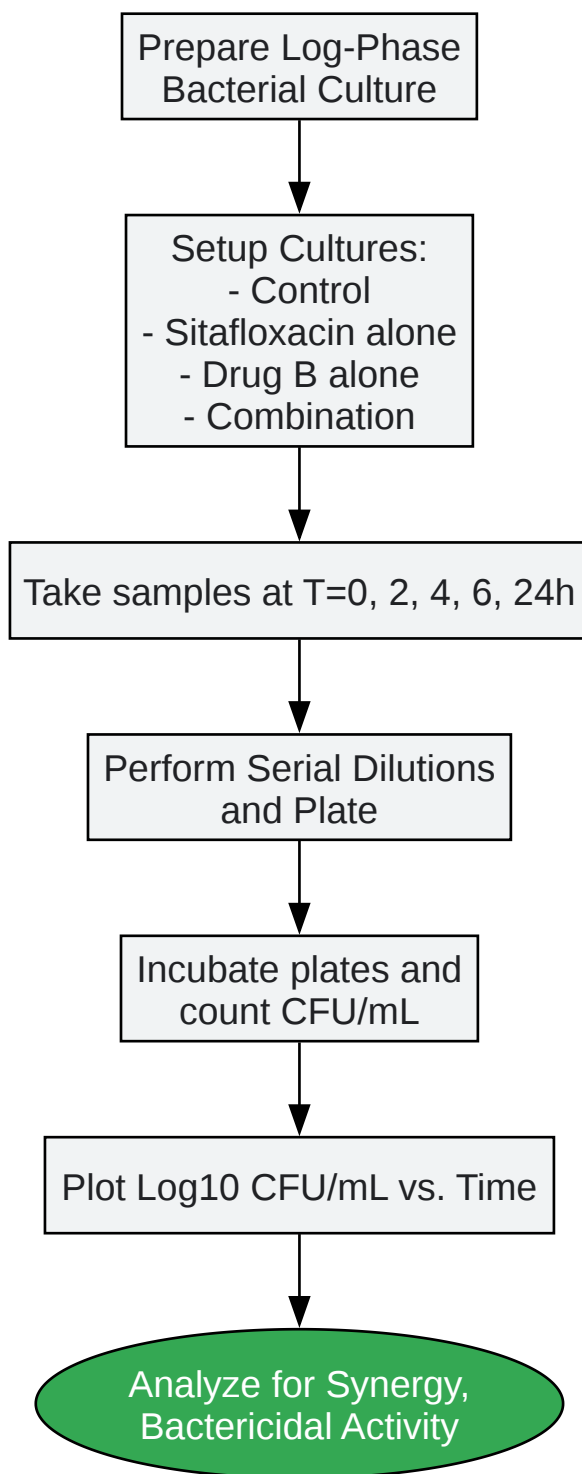 Prepare Log-Phase
Bacterial Culture
Setup Cultures:
- Control
- Sitafloxacin alone
- Drug B alone
- Combination
Take samples at T=0, 2, 4, 6, 24h
Perform Serial Dilutions
and Plate
Incubate plates and
count CFU/mL
Plot Log10 CFU/mL vs. Time
Analyze for Synergy,
Bactericidal Activity